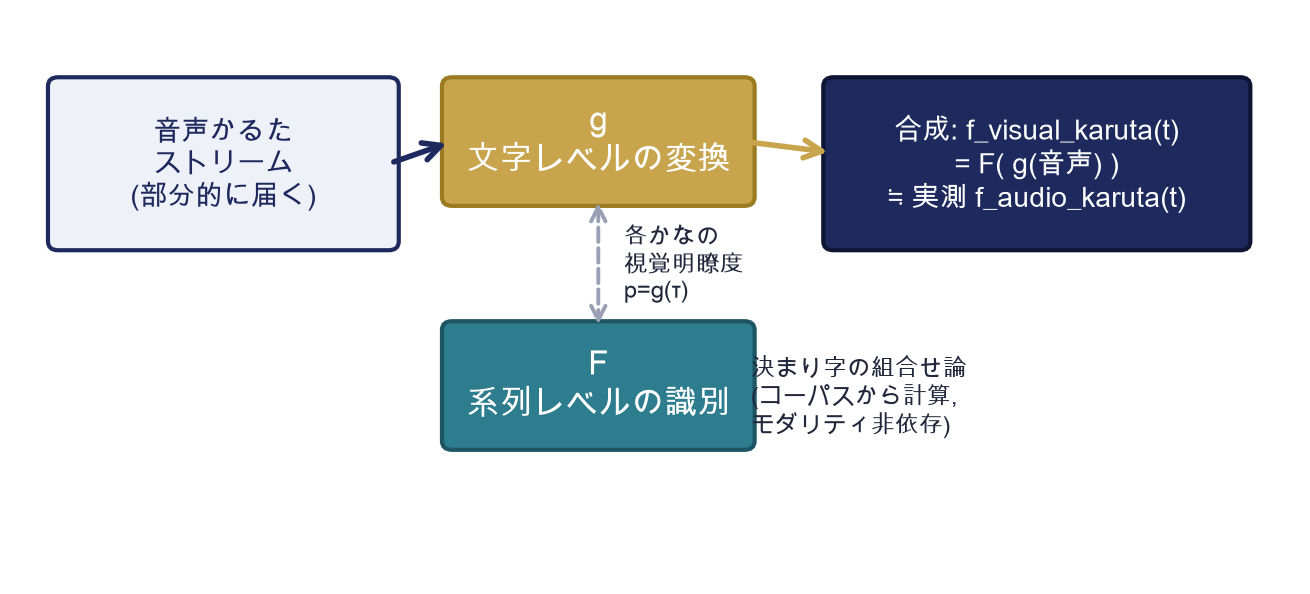 音声かるた
ストリーム
(部分的に届く)
g
文字レベルの変換
合成: f_visual_karuta(t)
= F( g(音声) )
≒ 実測 f_audio_karuta(t)
各かなの
視覚明瞭度
p=g(τ)
F
系列レベルの識別
決まり字の組合せ論
(コーパスから計算,
モダリティ非依存)